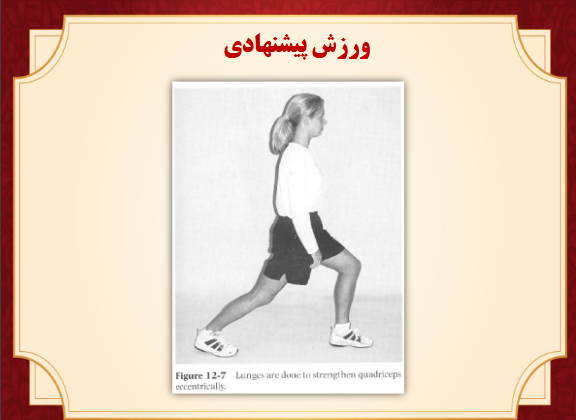 ورزش پیشنهادی
Figure 12-7 Lunges are done to strengthen quadriceps
eccentrically.